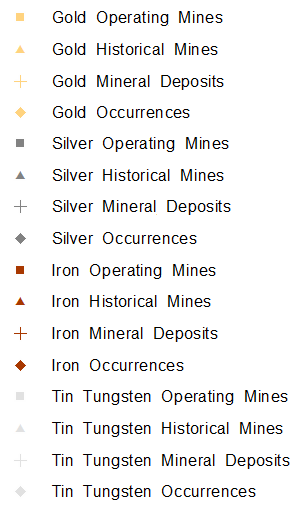 Gold Operating Mines
Gold Historical Mines
Gold Mineral Deposits
Gold Occurrences
Silver Operating Mines
Silver Historical Mines
Silver Mineral Deposits
Silver Occurrences
Iron Operating Mines
Iron Historical Mines
Iron Mineral Deposits
Iron Occurrences
Tin Tungsten Operating Mines
Tin Tungsten Historical Mines
Tin Tungsten Mineral Deposits
Tin Tungsten Occurrences